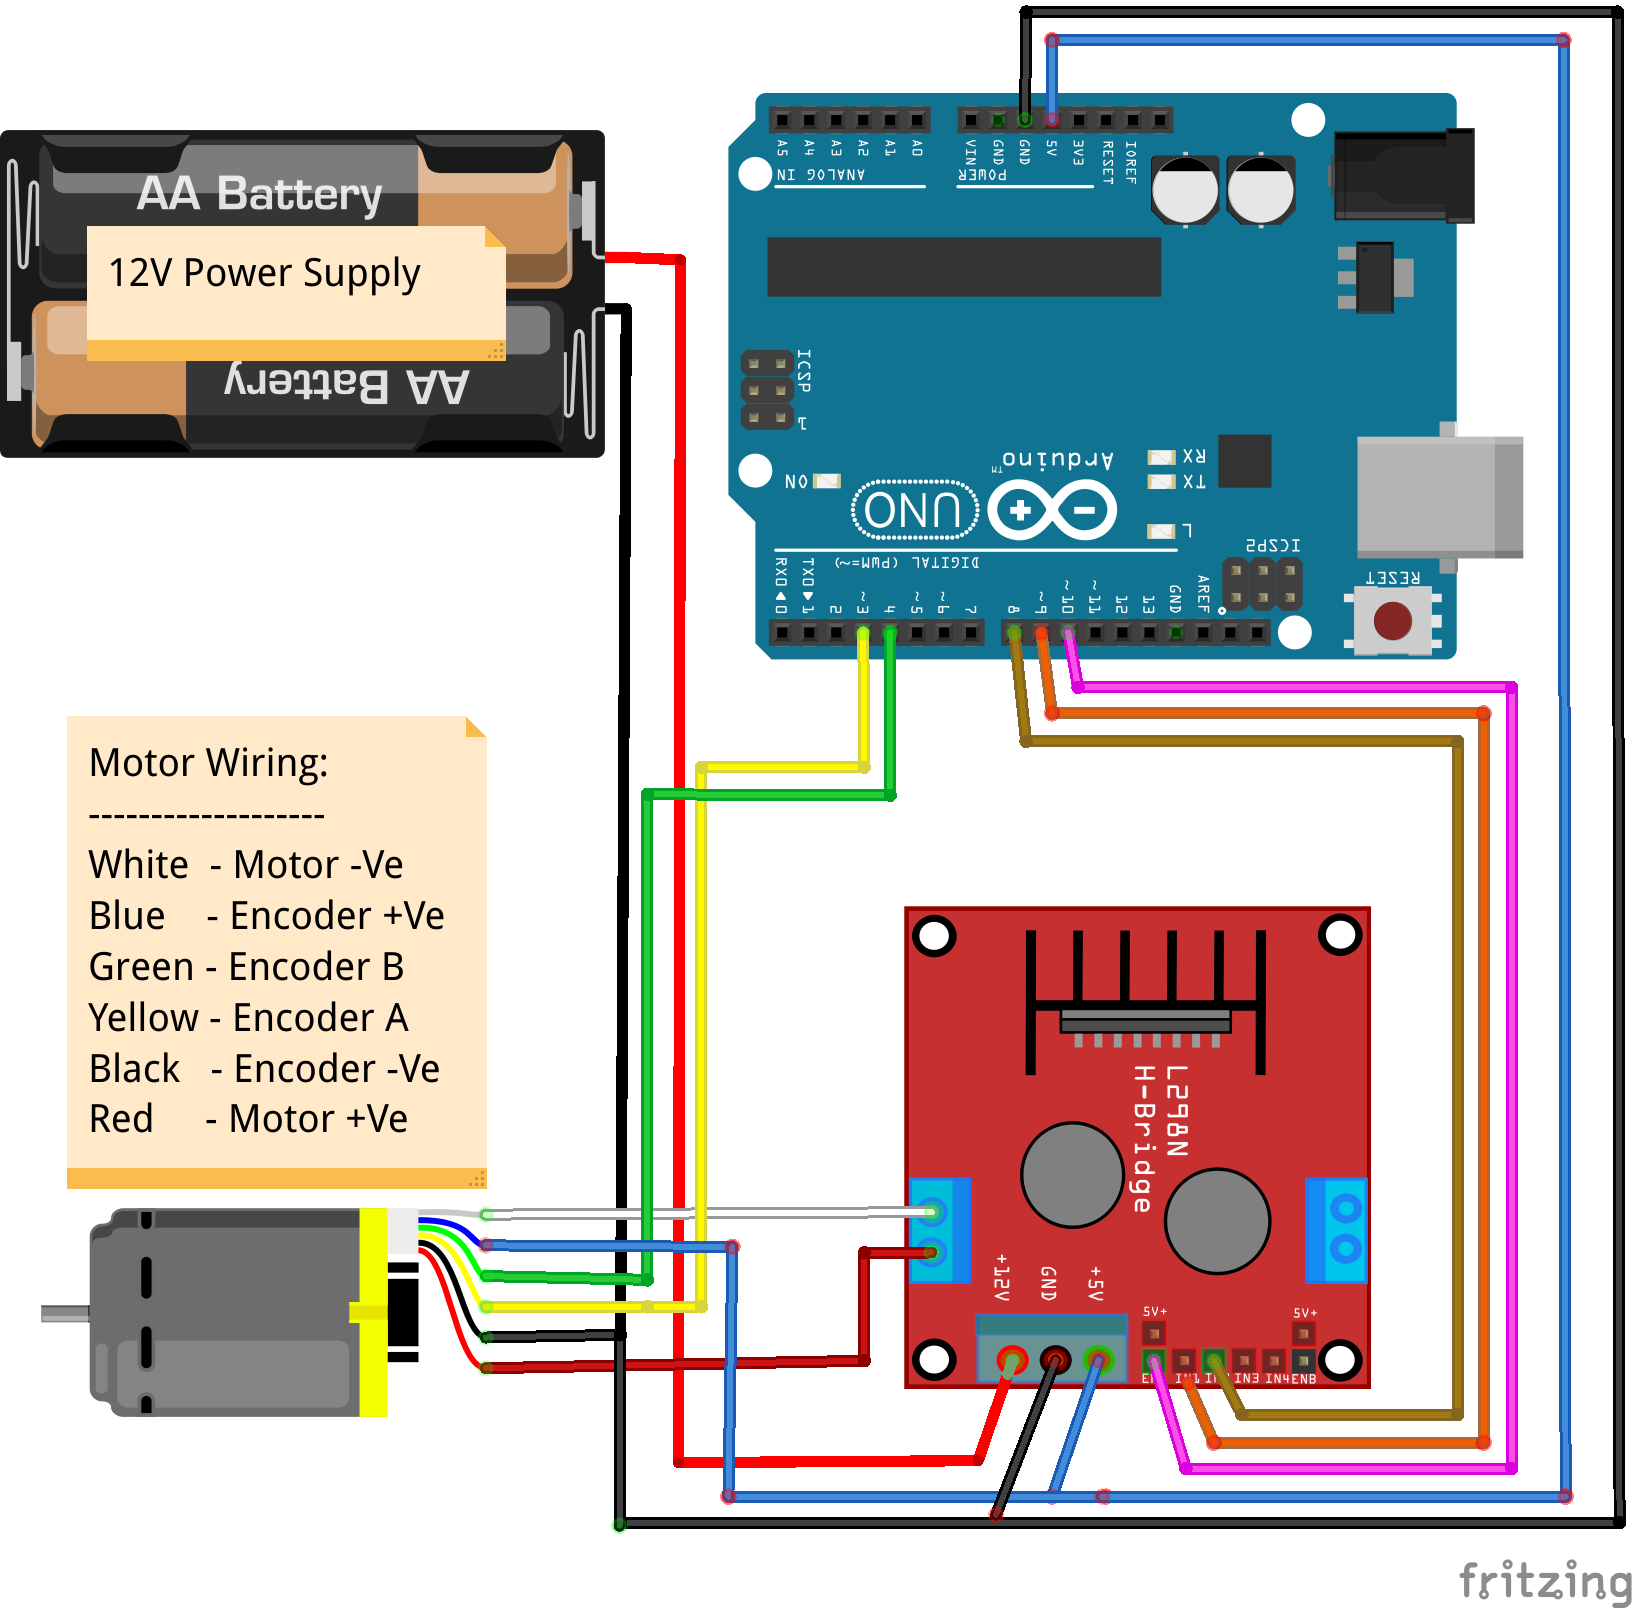 AA Battery
12V Power Supply
AA Battery
A5 A4 A3 A2 A1 A0
ANALOG IN
VIN GND GND 5V 3V3 RESET IOREF
POWER
ICSP
1
ON
UNO
Arduino
TM
RX
TX
L
ICSP2
RESET
DIGITAL (PWM=~)
RX0 TX0
0 1 2 ~3 4 ~5 ~6 7 8 ~9 ~10 ~11 12 13 GND AREF
Motor Wiring:
-------------------
White - Motor -Ve
Blue - Encoder +Ve
Green - Encoder B
Yellow - Encoder A
Black - Encoder -Ve
Red - Motor +Ve
L298N
H-Bridge
+12V GND +5V
5V+ 5V+
IN1 IN3 IN4 ENB
fritzing